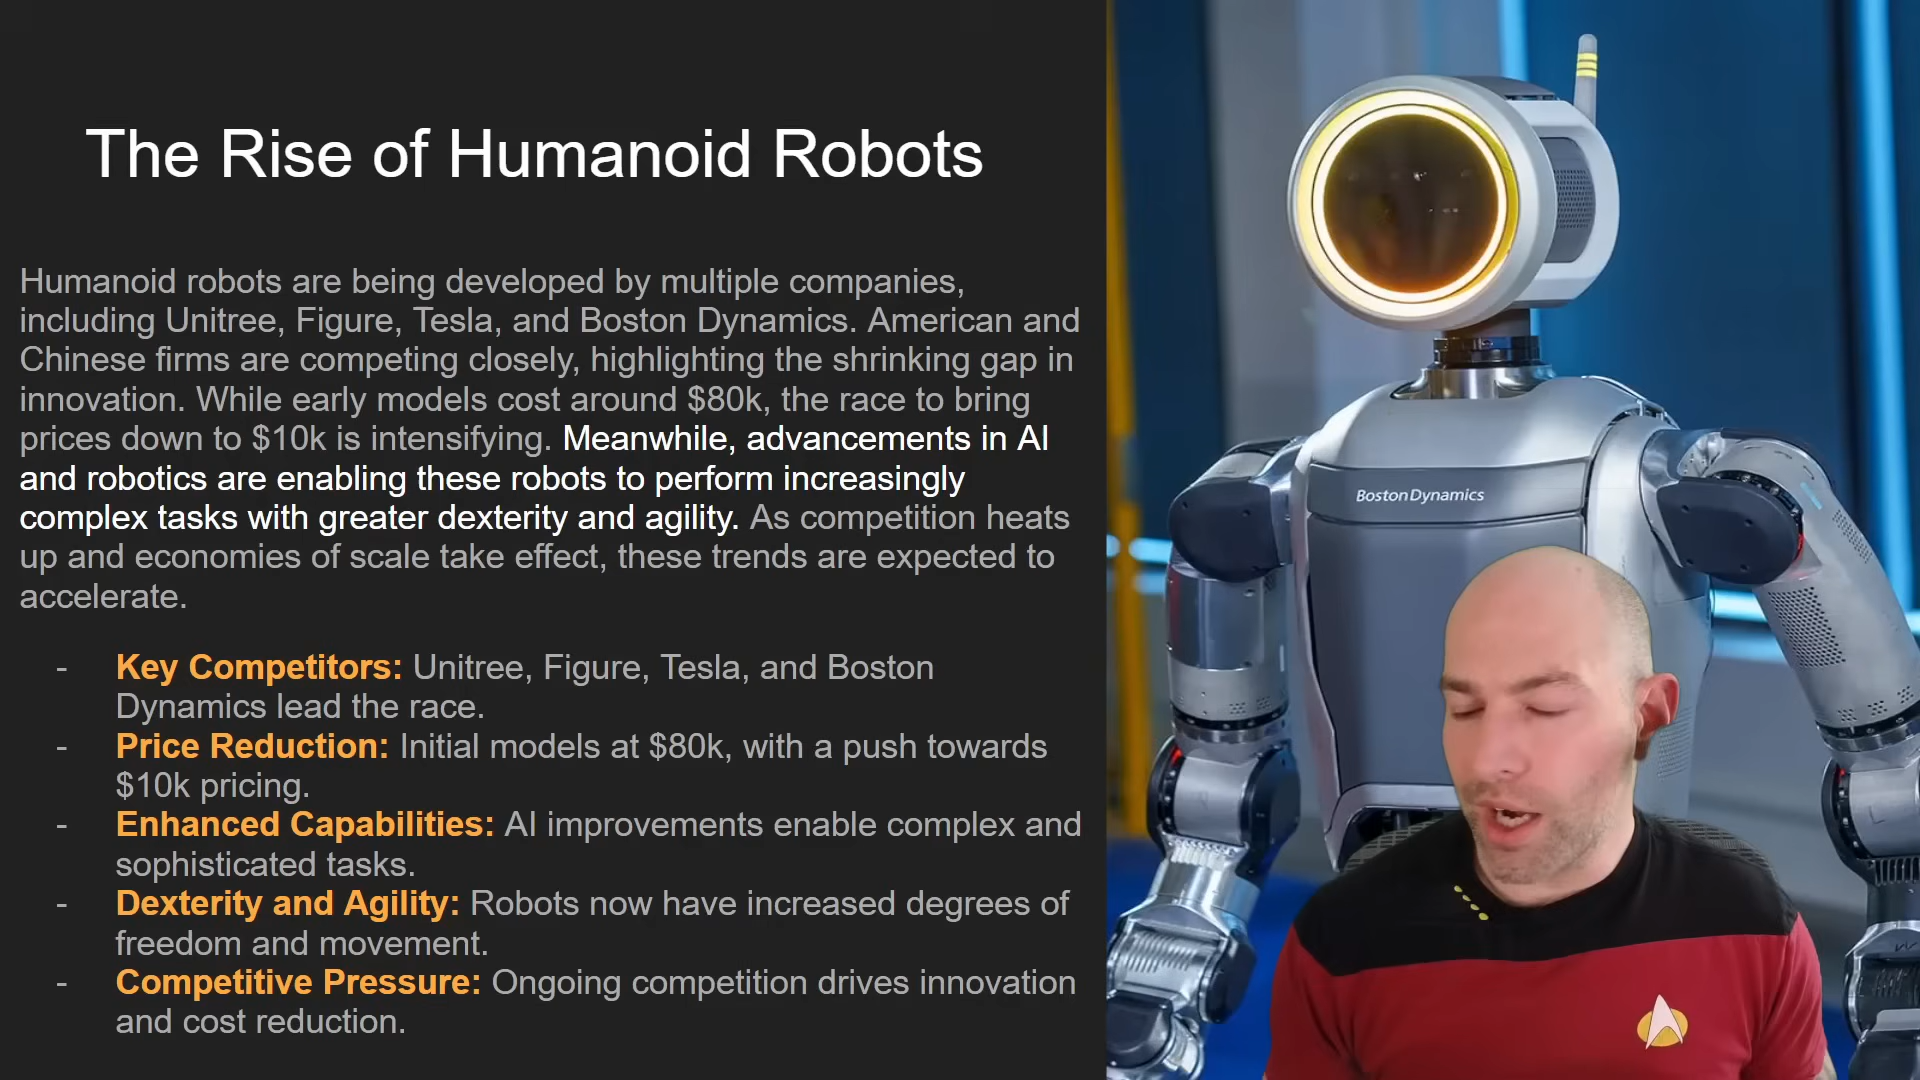 The Rise of Humanoid Robots
Humanoid robots are being developed by multiple companies,
including Unitree, Figure, Tesla, and Boston Dynamics. American and
Chinese firms are competing closely, highlighting the shrinking gap in
innovation. While early models cost around $80k, the race to bring
prices down to $10k is intensifying. Meanwhile, advancements in AI
and robotics are enabling these robots to perform increasingly
complex tasks with greater dexterity and agility. As competition heats
up and economies of scale take effect, these trends are expected to
accelerate.
- Key Competitors: Unitree, Figure, Tesla, and Boston
Dynamics lead the race.
- Price Reduction: Initial models at $80k, with a push towards
$10k pricing.
- Enhanced Capabilities: AI improvements enable complex and
sophisticated tasks.
- Dexterity and Agility: Robots now have increased degrees of
freedom and movement.
- Competitive Pressure: Ongoing competition drives innovation
and cost reduction.
BostonDynamics